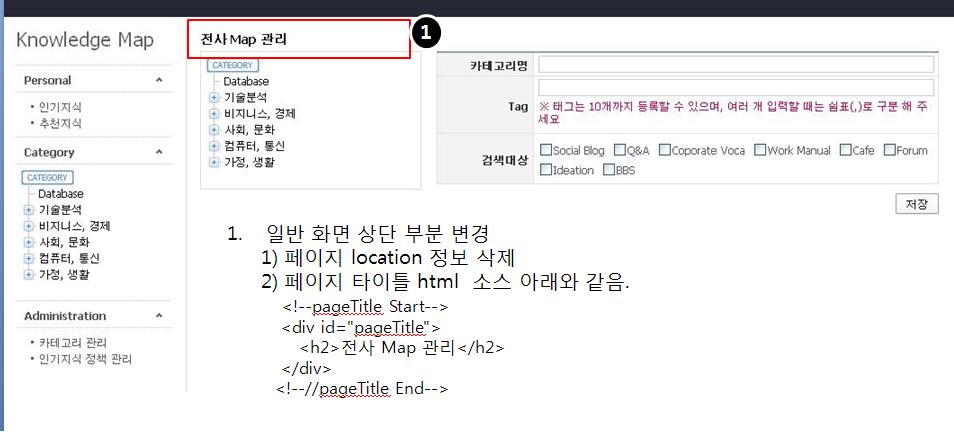 Knowledge Map
Personal
인기지식
추천지식
Category
CATEGORY
Database
기술분석
비지니스, 경제
사회, 문화
컴퓨터, 통신
가정, 생활
Administration
카테고리 관리
인기지식 정책 관리
전사 Map 관리
1
CATEGORY
Database
기술분석
비지니스, 경제
사회, 문화
컴퓨터, 통신
가정, 생활
카테고리명
Tag
※ 태그는 10개까지 등록할 수 있으며, 여러 개 입력할 때는 쉼표(,)로 구분 해 주
세요
검색대상
Social Blog Q&A Coporate Voca Work Manual Cafe Forum
Ideation BBS
저장
1. 일반 화면 상단 부분 변경
1) 페이지 location 정보 삭제
2) 페이지 타이틀 html 소스 아래와 같음.
<!--pageTitle Start-->
<div id="pageTitle">
<h2>전사 Map 관리</h2>
</div>
<!--//pageTitle End-->